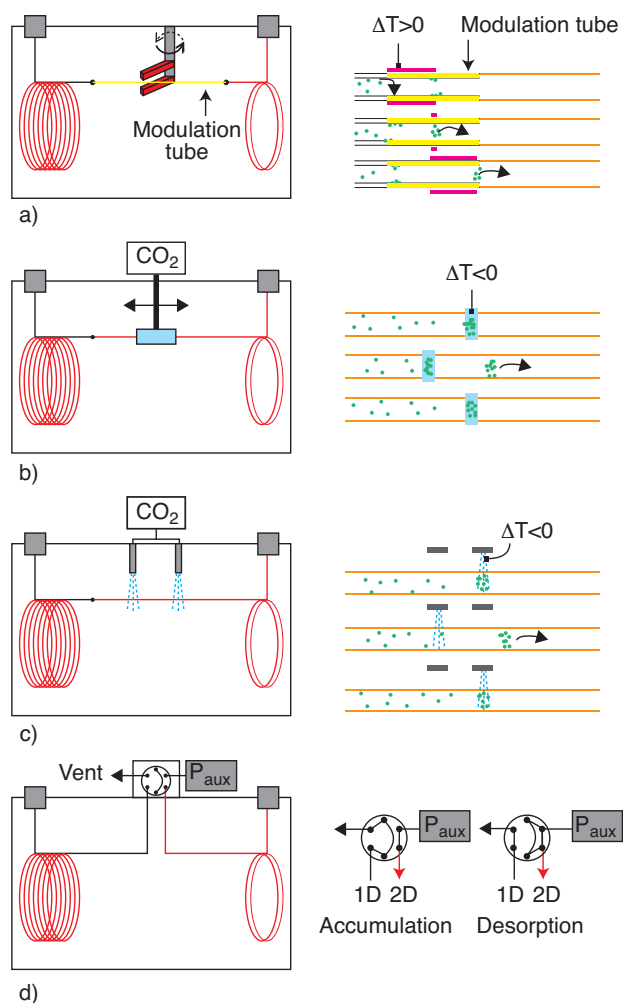 ΔT>0
Modulation tube
Modulation
tube
a)
CO₂
ΔT<0
b)
CO₂
ΔT<0
c)
Vent
Paux
Paux
Paux
1D 2D
1D 2D
Accumulation
Desorption
d)